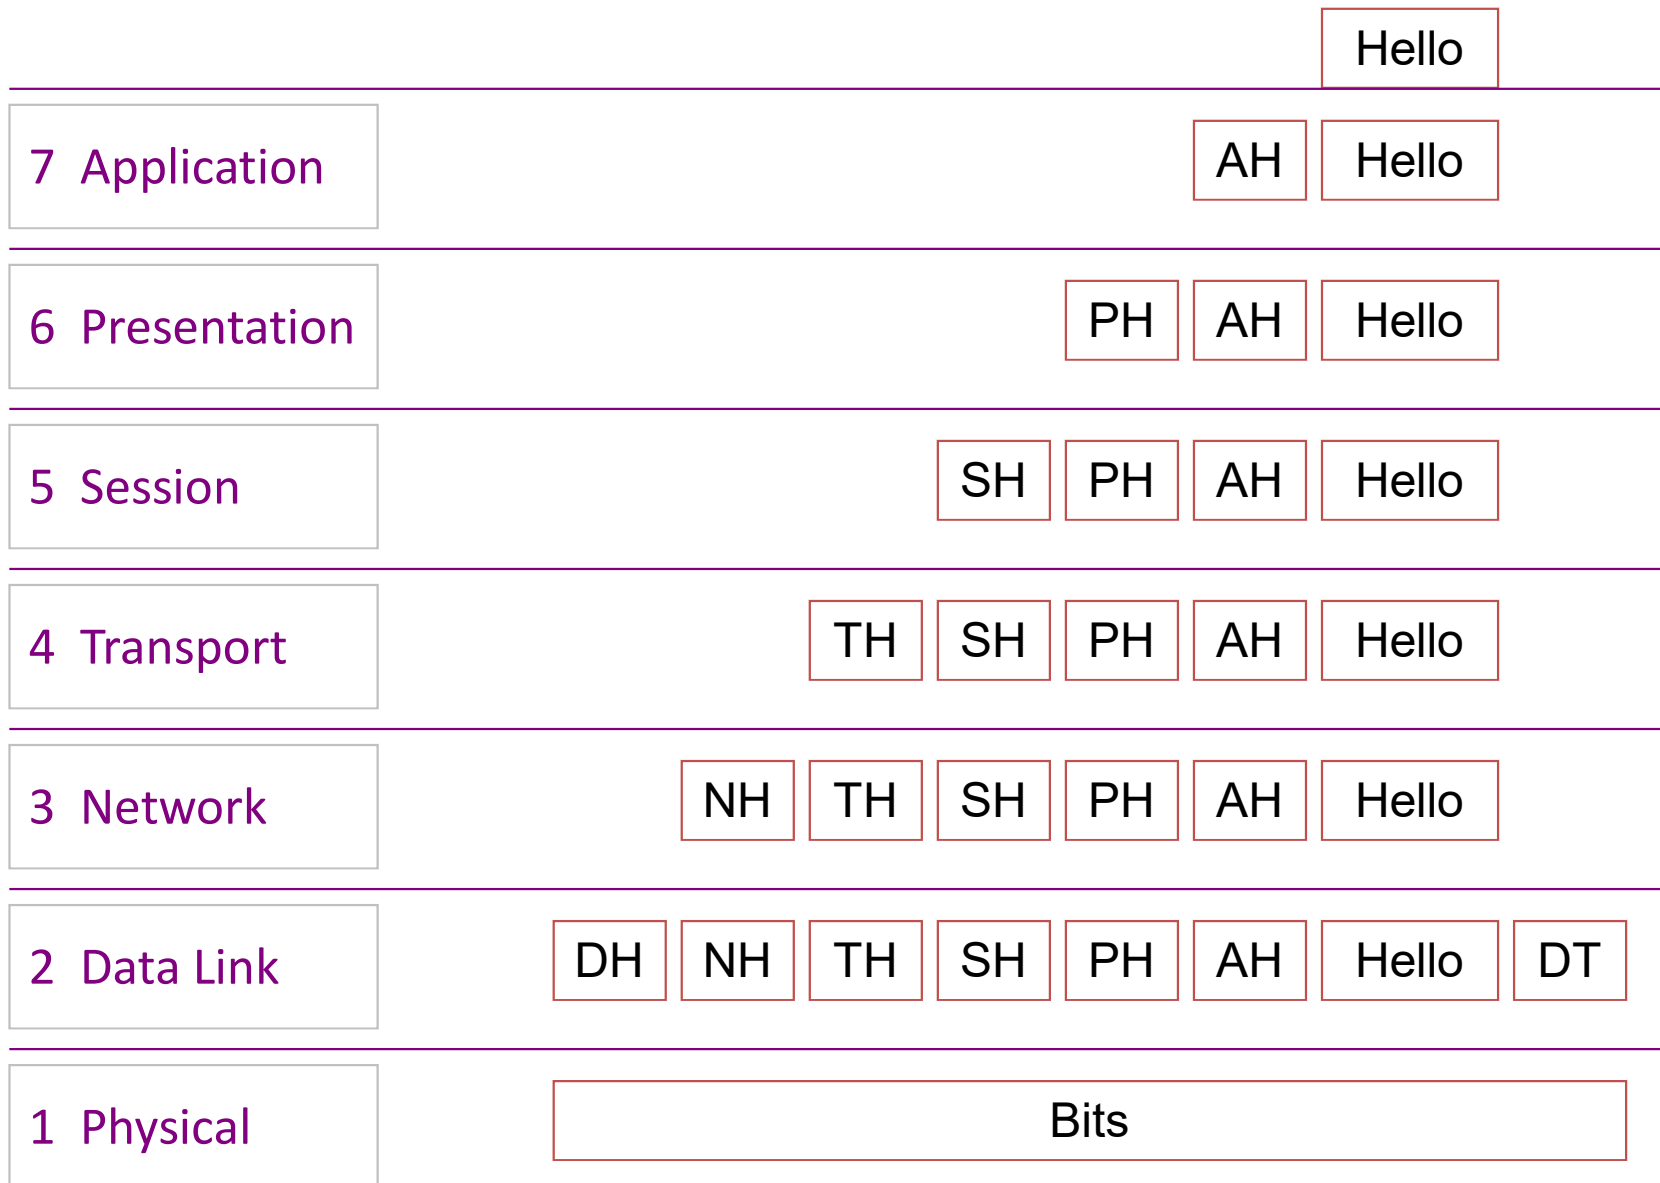 Hello
7 Application AH Hello
6 Presentation PH AH Hello
5 Session SH PH AH Hello
4 Transport TH SH PH AH Hello
3 Network NH TH SH PH AH Hello
2 Data Link DH NH TH SH PH AH Hello DT
1 Physical Bits